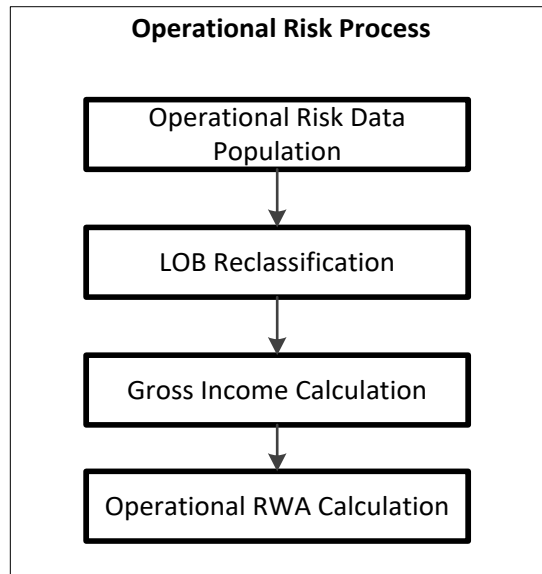 Operational Risk Process
Operational Risk Data
Population
LOB Reclassification
Gross Income Calculation
Operational RWA Calculation